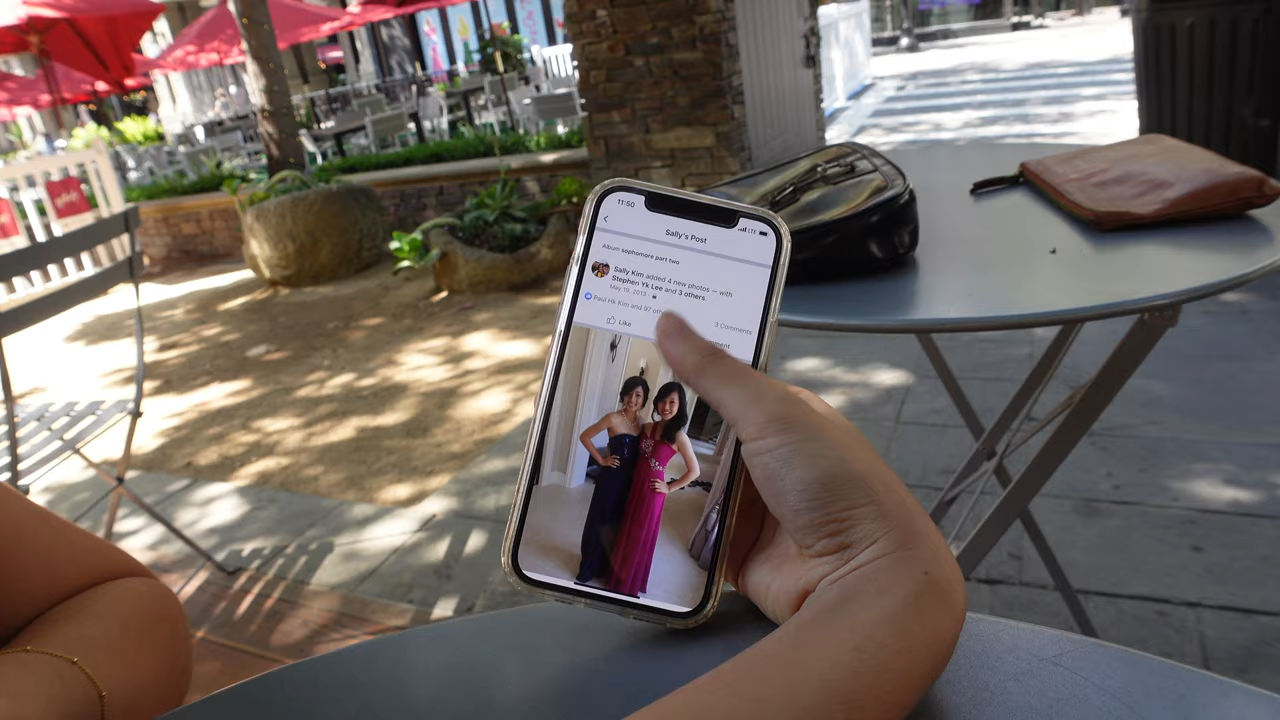 11:50
LTE
Sally's Post
Album sophomore part two
Sally Kim added 4 new photos — with
Stephen Yk Lee and 3 others.
May 19, 2013
Paul Hk Kim and 97
3 Comments
Like